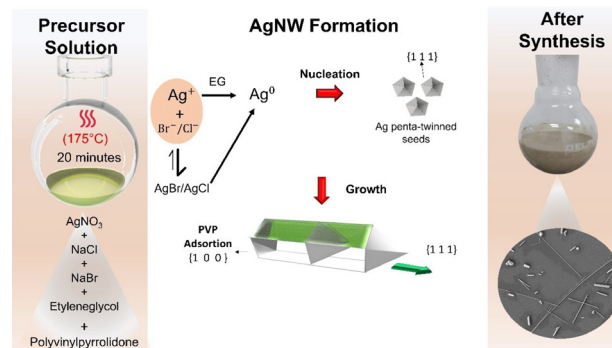 Precursor
Solution
(175°C)
20 minutes
AgNO3
+
NaCl
+
NaBr
+
Etyleneglycol
+
Polyvinylpyrrolidone
AgNW Formation
Ag⁺
+
Br⁻/Cl⁻
EG
Ag⁰
AgBr/AgCl
Nucleation
{1 1 1}
Ag penta-twinned
seeds
Growth
PVP
Adsortion
{1 0 0}
{1 1 1}
After
Synthesis